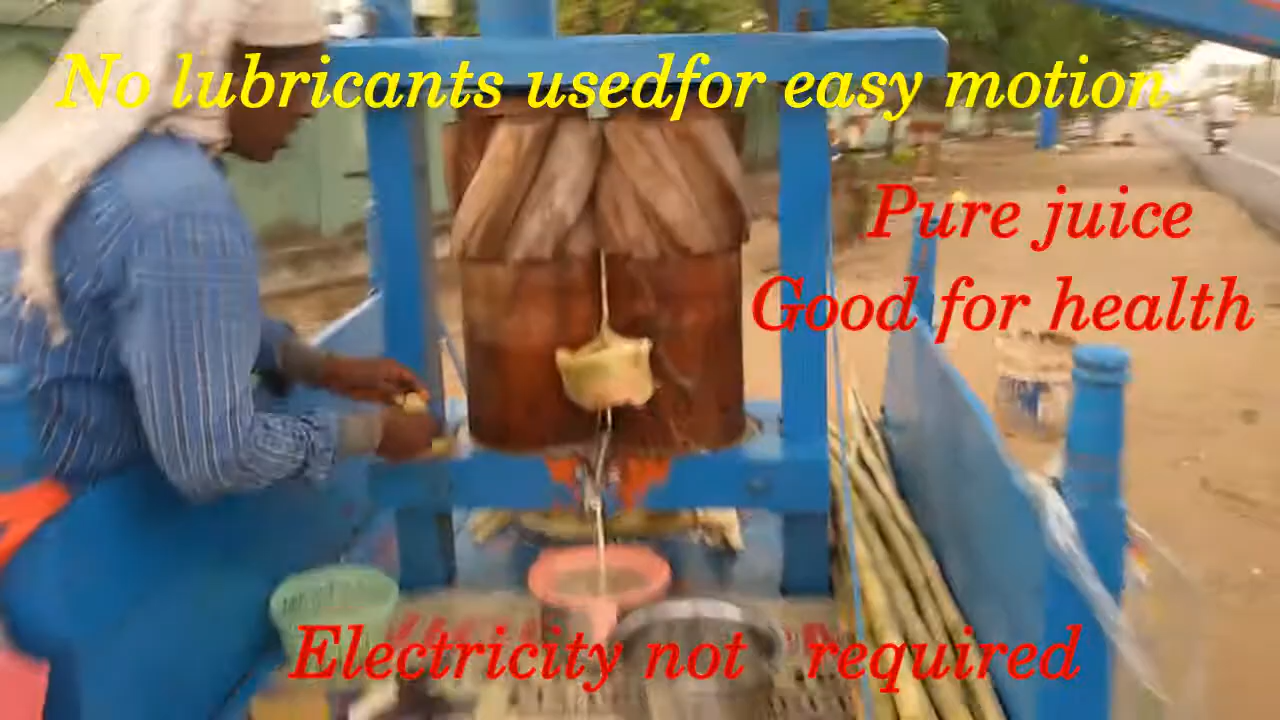 No lubricants usedfor easy motion
Pure juice
Good for health
Electricity not required